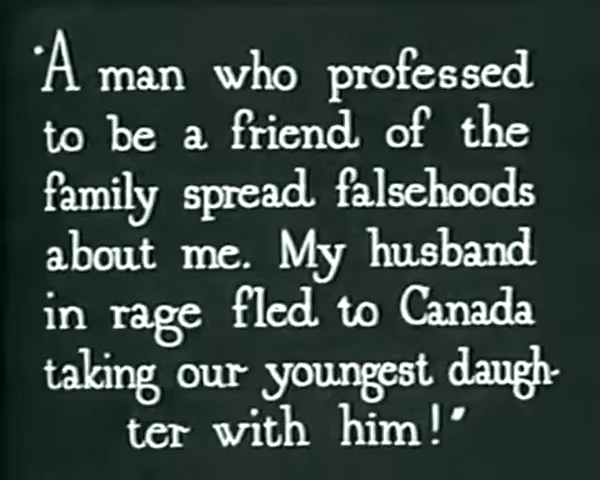 "A man who professed
to be a friend of the
family spread falsehoods
about me. My husband
in rage fled to Canada
taking our youngest daugh-
ter with him!"